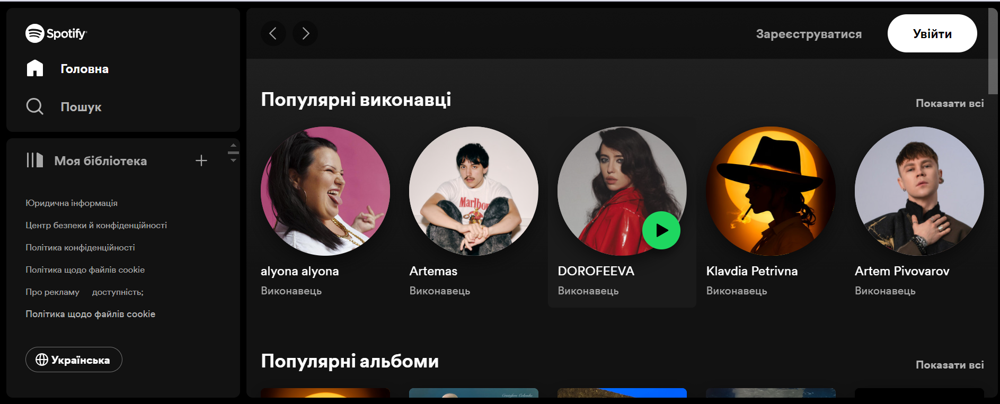 Spotify
Головна
Пошук
Моя бібліотека
Юридична інформація
Центр безпеки й конфіденційності
Політика конфіденційності
Політика щодо файлів cookie
Про рекламу доступність;
Політика щодо файлів cookie
Українська
Зареєструватися
Увійти
Популярні виконавці
Показати всі
Marlbor
alyona alyona
Виконавець
Artemas
Виконавець
DOROFEEVA
Виконавець
Klavdia Petrivna
Виконавець
Artem Pivovarov
Виконавець
Популярні альбоми
Показати всі